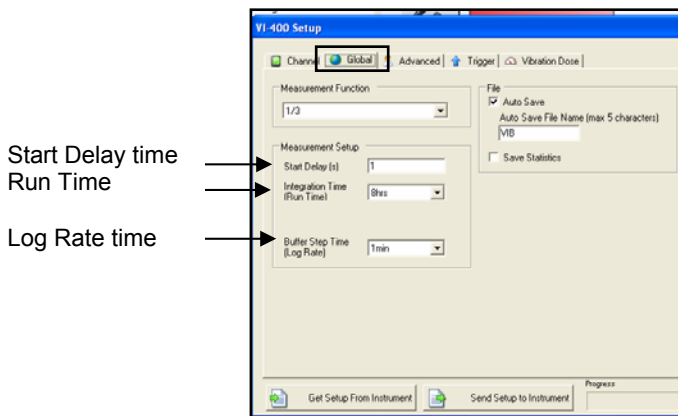 VI-400 Setup
Channel Global Advanced Trigger Vibration Dose
Measurement Function
1/3
File
Auto Save
Auto Save File Name (max 5 characters)
VIB
Save Statistics
Measurement Setup
Start Delay time
Start Delay (s) 1
Run Time
Integration Time
(Run Time)
8hrs
Log Rate time
Buffer Step Time
(Log Rate)
1min
Get Setup From Instrument
Send Setup to Instrument
Progress